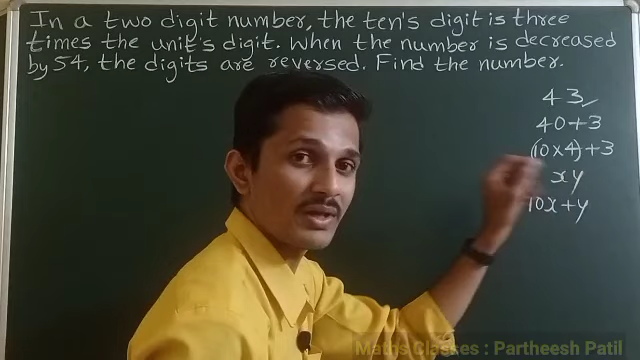 In a two digit number, the ten's digit is three
times the unit's digit. When the number is decreased
by 54, the digits are reversed. Find the number.
43
40+3
(10×4)+3
xy
10x+y
Maths Classes : Partheesh Patil